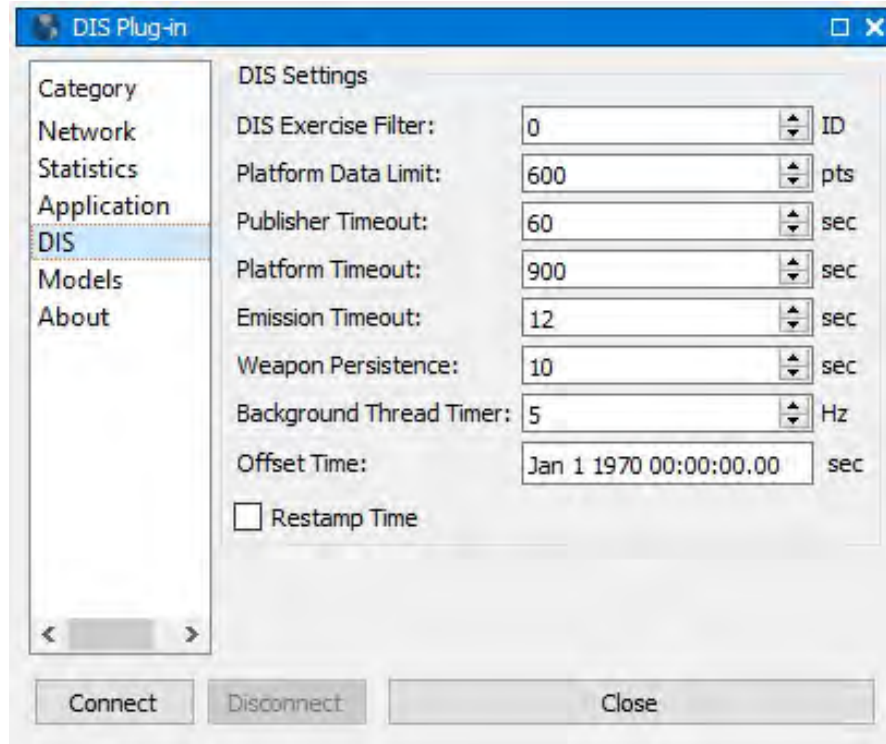 DIS Plug-in
Category
Network
Statistics
Application
DIS
Models
About
DIS Settings
DIS Exercise Filter: 0 ID
Platform Data Limit: 600 pts
Publisher Timeout: 60 sec
Platform Timeout: 900 sec
Emission Timeout: 12 sec
Weapon Persistence: 10 sec
Background Thread Timer: 5 Hz
Offset Time: Jan 1 1970 00:00:00.00 sec
Restamp Time
Connect Disconnect Close